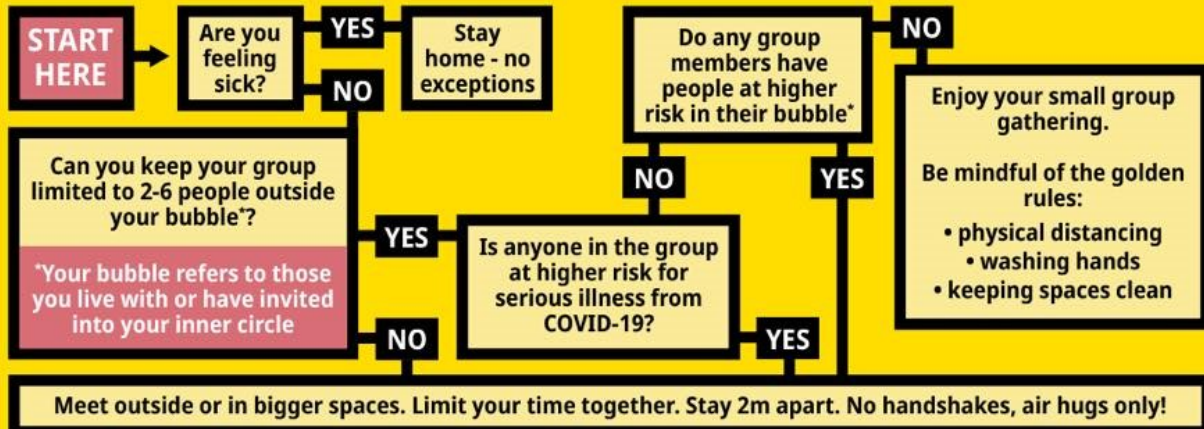 START
HERE
Are you
feeling
sick?
YES
Stay
home - no
exceptions
NO
Can you keep your group
limited to 2-6 people outside
your bubble*?
*Your bubble refers to those
you live with or have invited
into your inner circle
YES
NO
Is anyone in the group
at higher risk for
serious illness from
COVID-19?
NO
YES
Do any group
members have
people at higher
risk in their bubble*
NO
YES
Enjoy your small group
gathering.
Be mindful of the golden
rules:
• physical distancing
• washing hands
• keeping spaces clean
Meet outside or in bigger spaces. Limit your time together. Stay 2m apart. No handshakes, air hugs only!